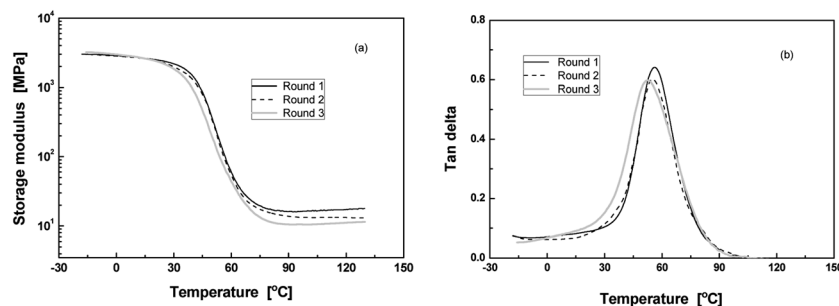 (a)
Storage modulus [MPa]
10⁴
10³
10²
10¹
Round 1
Round 2
Round 3
-30 0 30 60 90 120 150
Temperature [°C]
(b)
Tan delta
0.8
0.6
0.4
0.2
0.0
Round 1
Round 2
Round 3
-30 0 30 60 90 120 150
Temperature [°C]